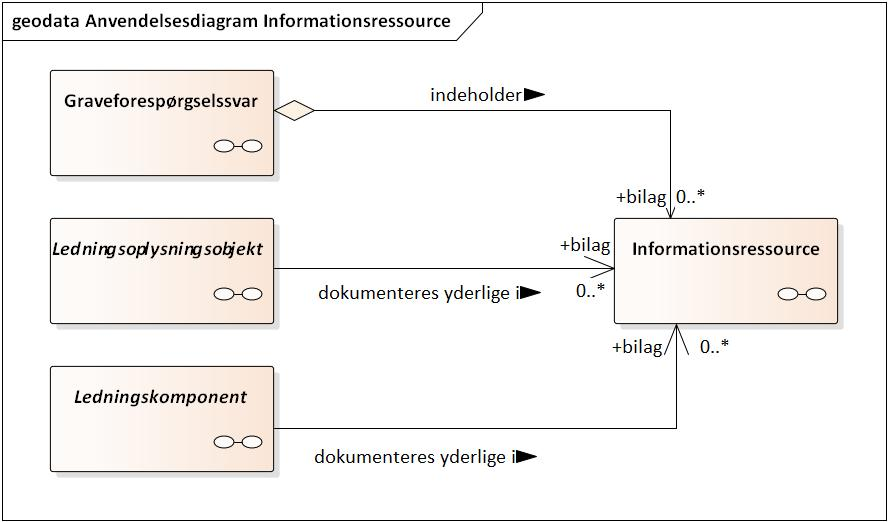 geodata Anvendelsesdiagram Informationsressource
Graveforespørgselssvar
indeholder
+bilag 0..*
Ledningsoplysningsobjekt
+bilag
Informationsressource
dokumenteres yderlige i
0..*
+bilag 0..*
Ledningskomponent
dokumenteres yderlige i